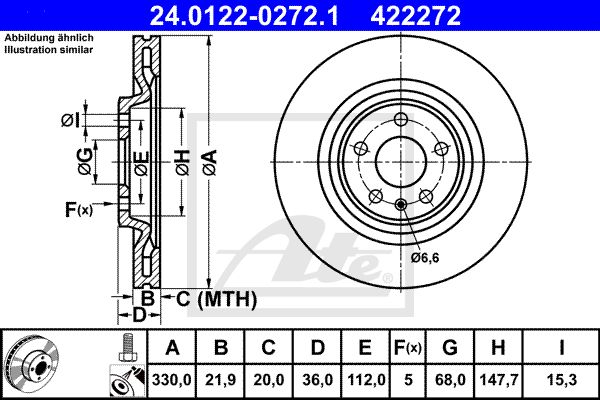 24.0122-0272.1 422272
Abbildung ähnlich
Illustration similar
ØI
ØG
ØE
ØH
ØA
F(x)
Ø6,6
B C (MTH)
D
Ate ®
A B C D E F(x) G H I
330,0 21,9 20,0 36,0 112,0 5 68,0 147,7 15,3